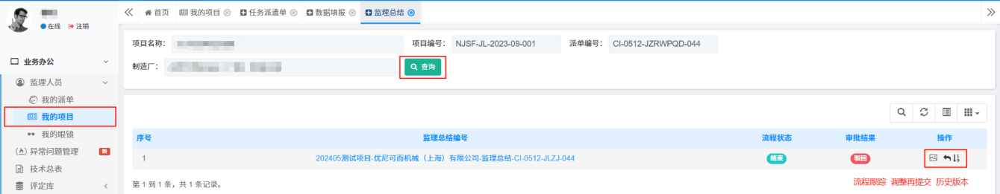 在线 注销
首页 我的项目 任务派遣单 数据填报 监理总结
业务办公
监理人员
我的派单
我的项目
我的眼镜
异常问题管理 新
技术总表
评定库
项目名称： 项目编号： NJSF-JL-2023-09-001 派单编号： CI-0512-JZRWPQD-044
制造厂： 查询
序号 监理总结编号 流程状态 审批结果 操作
1 202405测试项目-优尼可而机械（上海）有限公司-监理总结-CI-0512-JLZJ-044 结束 驳回
第 1 到 1 条，共 1 条记录。
流程跟踪 调整再提交 历史版本